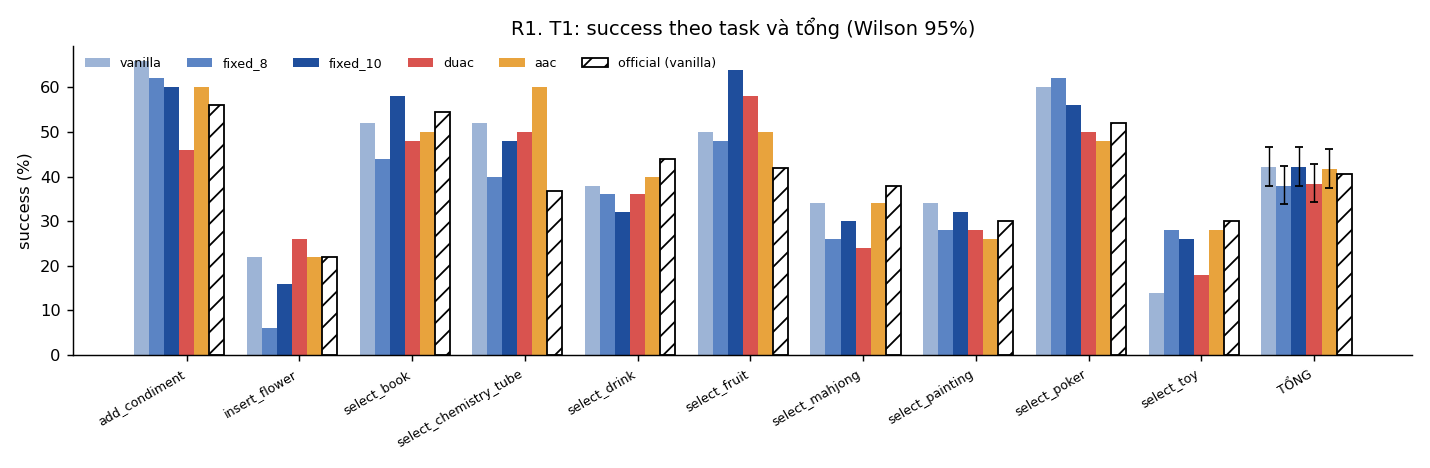 R1. T1: success theo task và tổng (Wilson 95%)
vanilla fixed_8 fixed_10 duac aac official (vanilla)
success (%)
60
50
40
30
20
10
0
add_condiment insert_flower select_book select_chemistry_tube select_drink select_fruit select_mahjong select_painting select_poker select_toy TỔNG